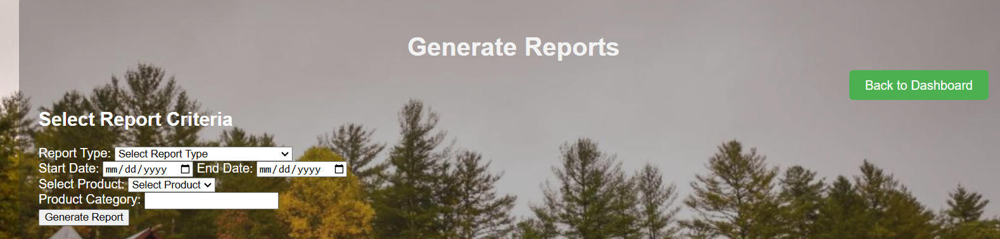 Generate Reports
Back to Dashboard
Select Report Criteria
Report Type: Select Report Type
Start Date: mm/dd/yyyy End Date: mm/dd/yyyy
Select Product: Select Product
Product Category:
Generate Report